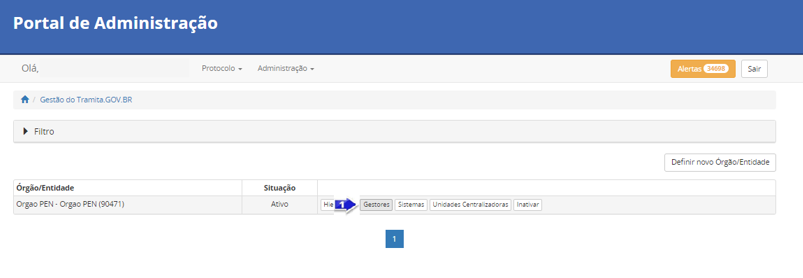 Portal de Administração
Olá, Protocolo Administração Alertas 34698 Sair
Gestão do Tramita.GOV.BR
Filtro
Definir novo Órgão/Entidade
Órgão/Entidade Situação
Orgao PEN - Orgao PEN (90471) Ativo 1 Gestores Sistemas Unidades Centralizadoras Inativar
1